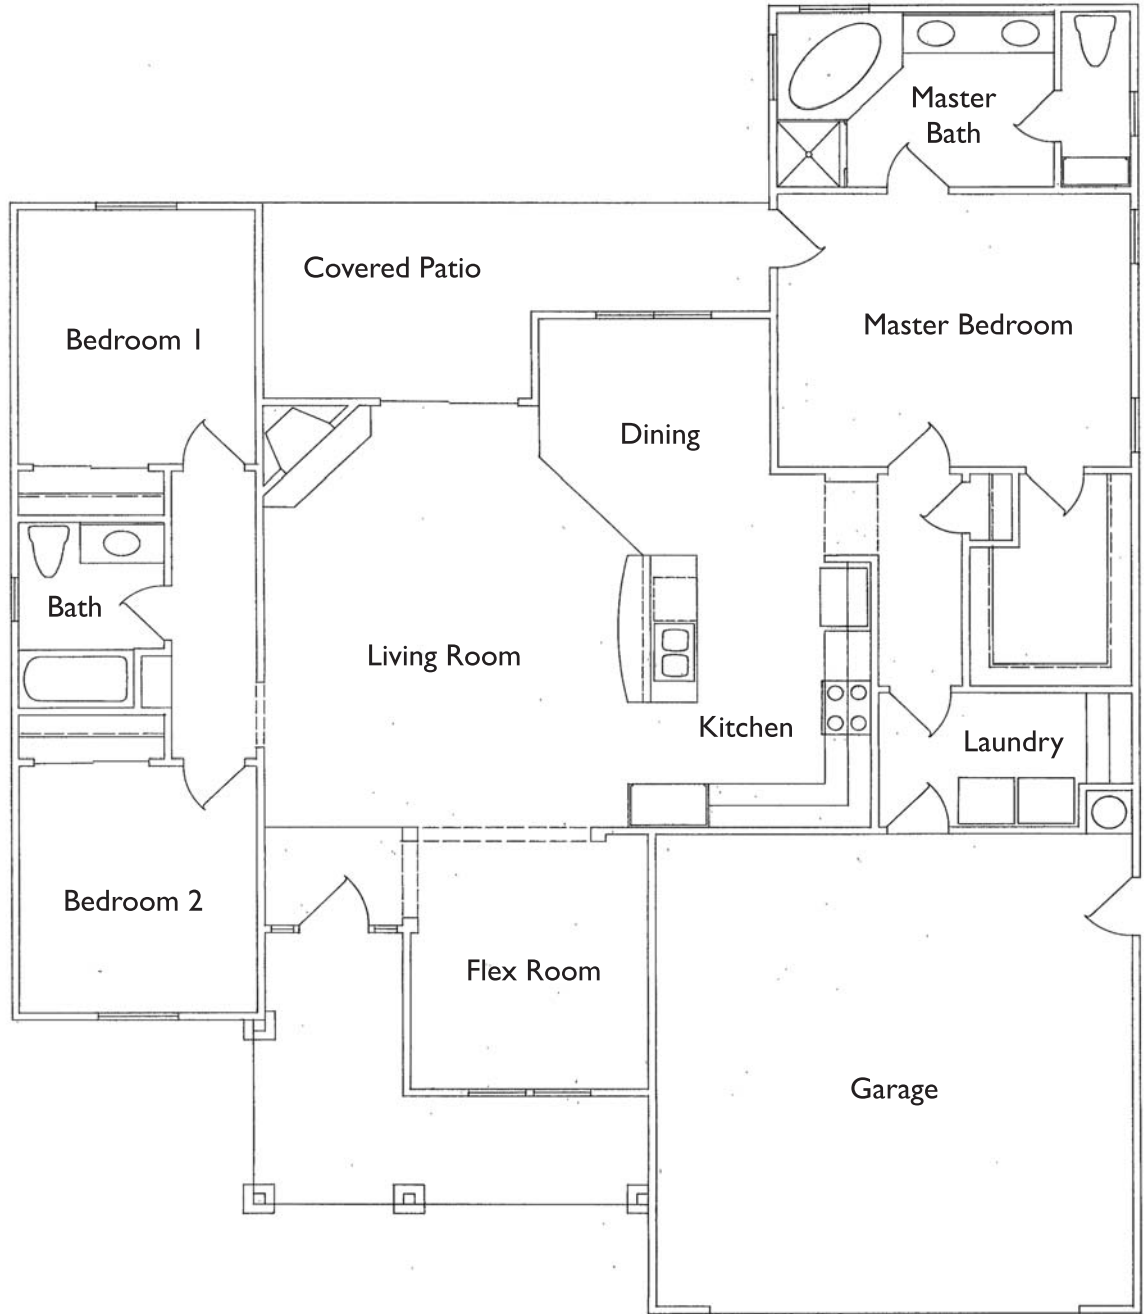 Master
Bath
Covered Patio
Bedroom 1
Master Bedroom
Dining
Bath
Living Room
Kitchen
Laundry
Bedroom 2
Flex Room
Garage